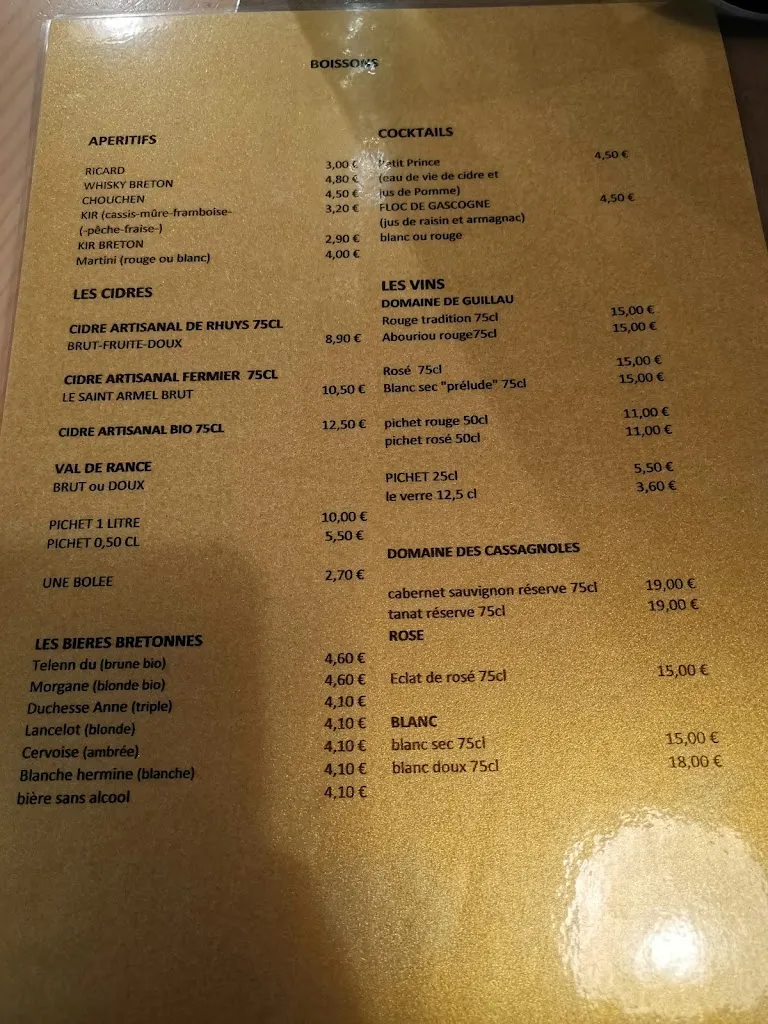 BOISSONS
APERITIFS
RICARD 3,00 €
WHISKY BRETON 4,80 €
CHOUCHEN 4,50 €
KIR (cassis-mûre-framboise- 3,20 €
(-pêche-fraise-)
KIR BRETON 2,90 €
Martini (rouge ou blanc) 4,00 €
LES CIDRES
CIDRE ARTISANAL DE RHUYS 75CL
BRUT-FRUITE-DOUX 8,90 €
CIDRE ARTISANAL FERMIER 75CL
LE SAINT ARMEL BRUT 10,50 €
CIDRE ARTISANAL BIO 75CL 12,50 €
VAL DE RANCE
BRUT ou DOUX
PICHET 1 LITRE 10,00 €
PICHET 0,50 CL 5,50 €
UNE BOLEE 2,70 €
LES BIERES BRETONNES
Telenn du (brune bio) 4,60 €
Morgane (blonde bio) 4,60 €
Duchesse Anne (triple) 4,10 €
Lancelot (blonde) 4,10 €
Cervoise (ambrée) 4,10 €
Blanche hermine (blanche) 4,10 €
bière sans alcool 4,10 €
COCKTAILS
Petit Prince 4,50 €
(eau de vie de cidre et
jus de Pomme)
FLOC DE GASCOGNE 4,50 €
(jus de raisin et armagnac)
blanc ou rouge
LES VINS
DOMAINE DE GUILLAU
Rouge tradition 75cl 15,00 €
Abouriou rouge75cl 15,00 €
Rosé 75cl 15,00 €
Blanc sec "prélude" 75cl 15,00 €
pichet rouge 50cl 11,00 €
pichet rosé 50cl 11,00 €
PICHET 25cl 5,50 €
le verre 12,5 cl 3,60 €
DOMAINE DES CASSAGNOLES
cabernet sauvignon réserve 75cl 19,00 €
tanat réserve 75cl 19,00 €
ROSE
Eclat de rosé 75cl 15,00 €
BLANC
blanc sec 75cl 15,00 €
blanc doux 75cl 18,00 €